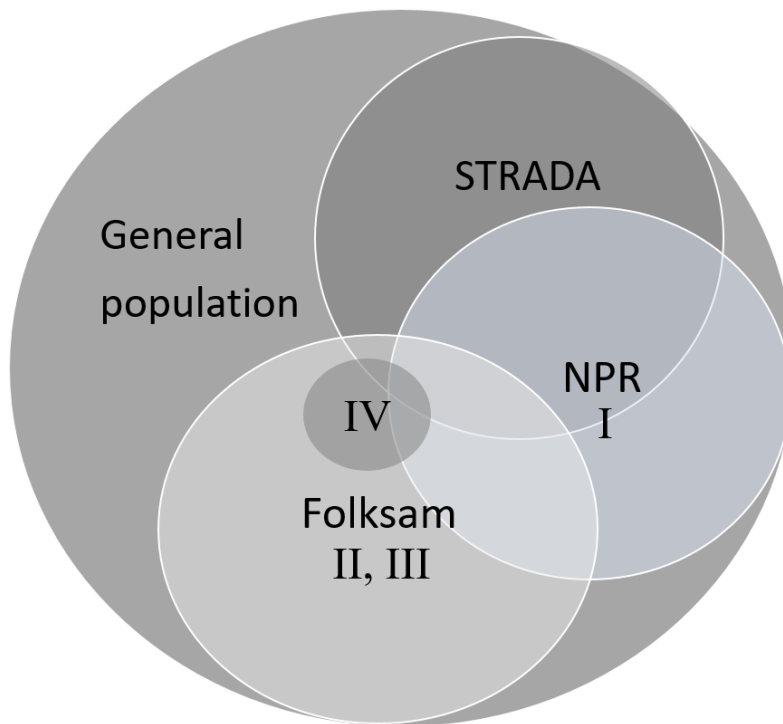 STRADA
General
population
NPR
I
IV
Folksam
II, III